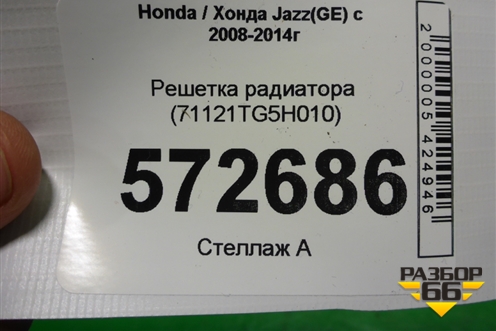 Honda / Хонда Jazz(GE) с
2008-2014г
Решетка радиатора
(71121TG5H010)
572686
Стеллаж А
2000005424946
РАЗБОР
66